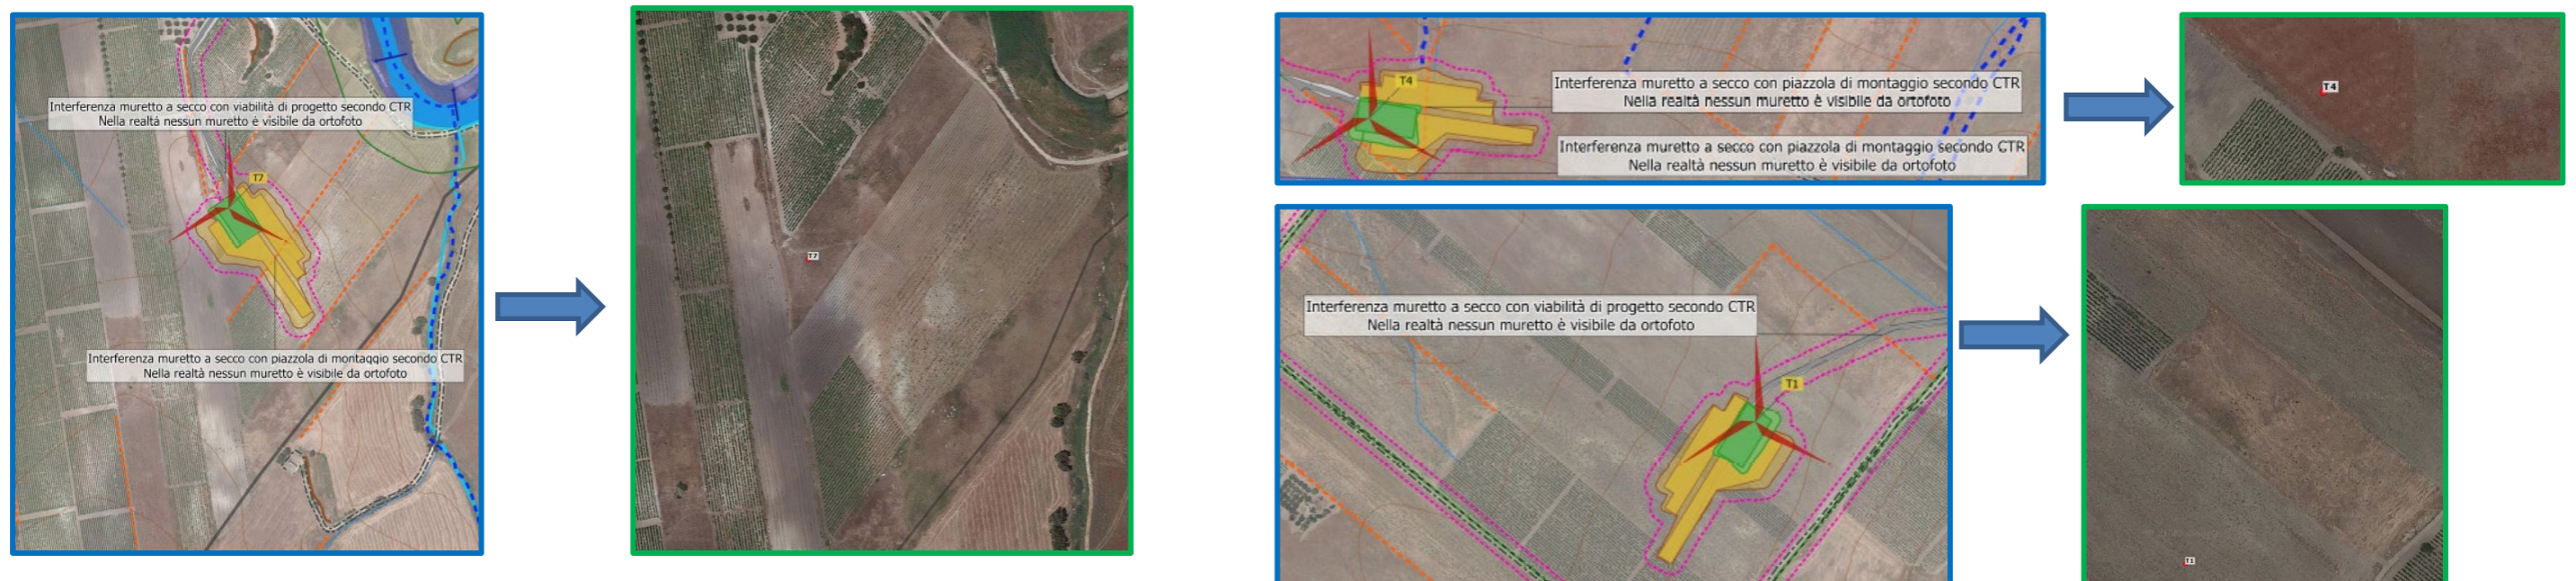 Interferenza muretto a secco con viabilità di progetto secondo CTR
Nella realtà nessun muretto è visibile da ortofoto
T7
Interferenza muretto a secco con piazzola di montaggio secondo CTR
Nella realtà nessun muretto è visibile da ortofoto
T7
T4
Interferenza muretto a secco con piazzola di montaggio secondo CTR
Nella realtà nessun muretto è visibile da ortofoto
Interferenza muretto a secco con piazzola di montaggio secondo CTR
Nella realtà nessun muretto è visibile da ortofoto
T4
Interferenza muretto a secco con viabilità di progetto secondo CTR
Nella realtà nessun muretto è visibile da ortofoto
T1
T1